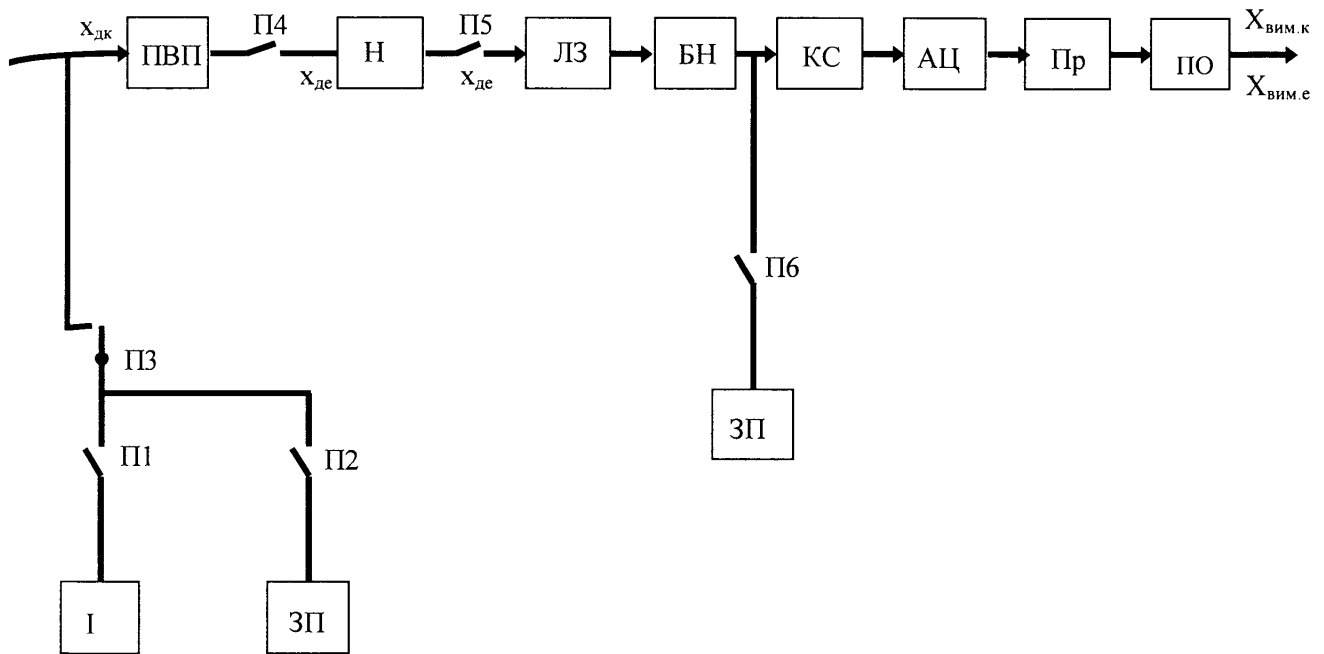 xдк
ПВП
П4
xде
Н
П5
xде
ЛЗ
БН
КС
АЦ
Пр
ПО
Xвим.к
Xвим.е
П6
ЗП
П3
П1
П2
І
ЗП